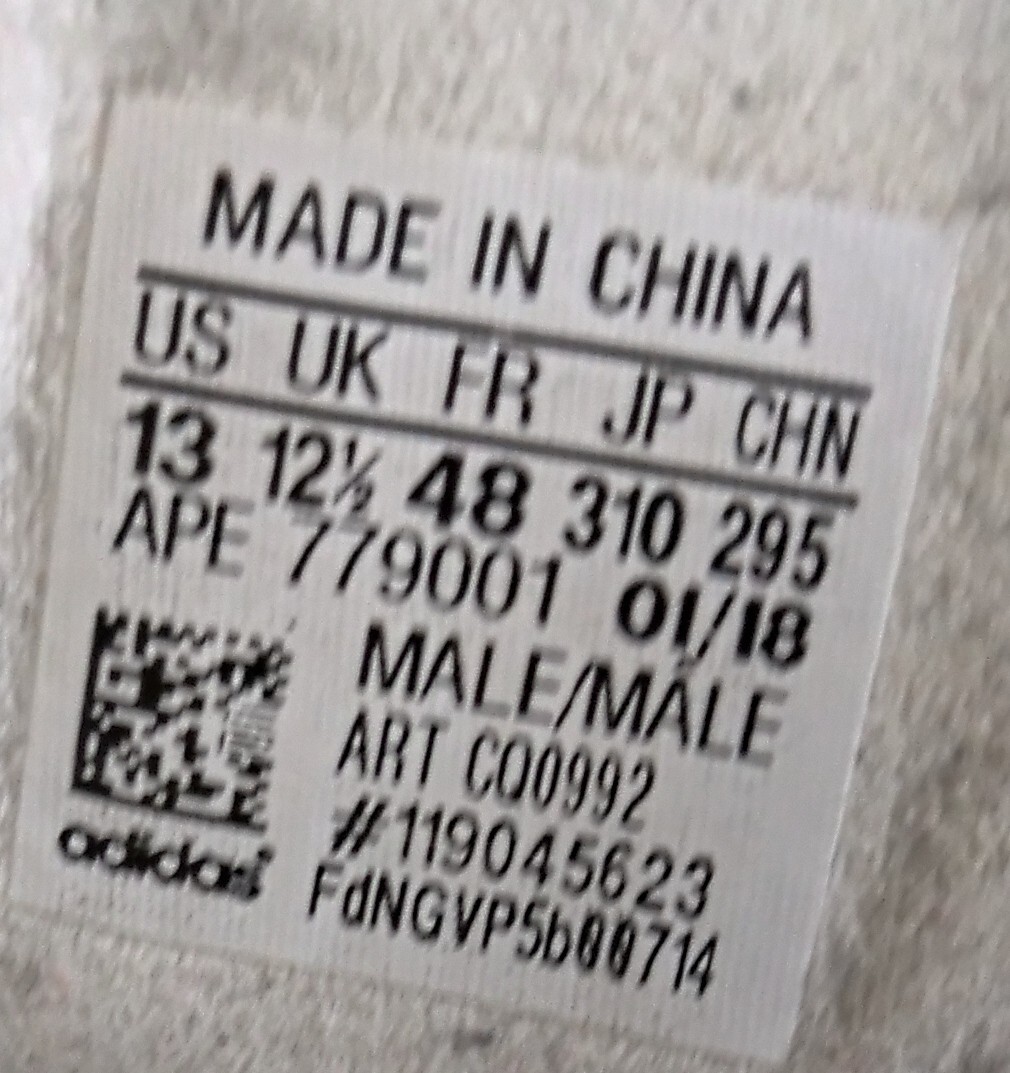 MADE IN CHINA
US UK FR JP CHN
13 12½ 48 310 295
APE 779001 01/18
MALE/MÂLE
ART CQ0992
#119045623
FdNGVP5b00714
adidas